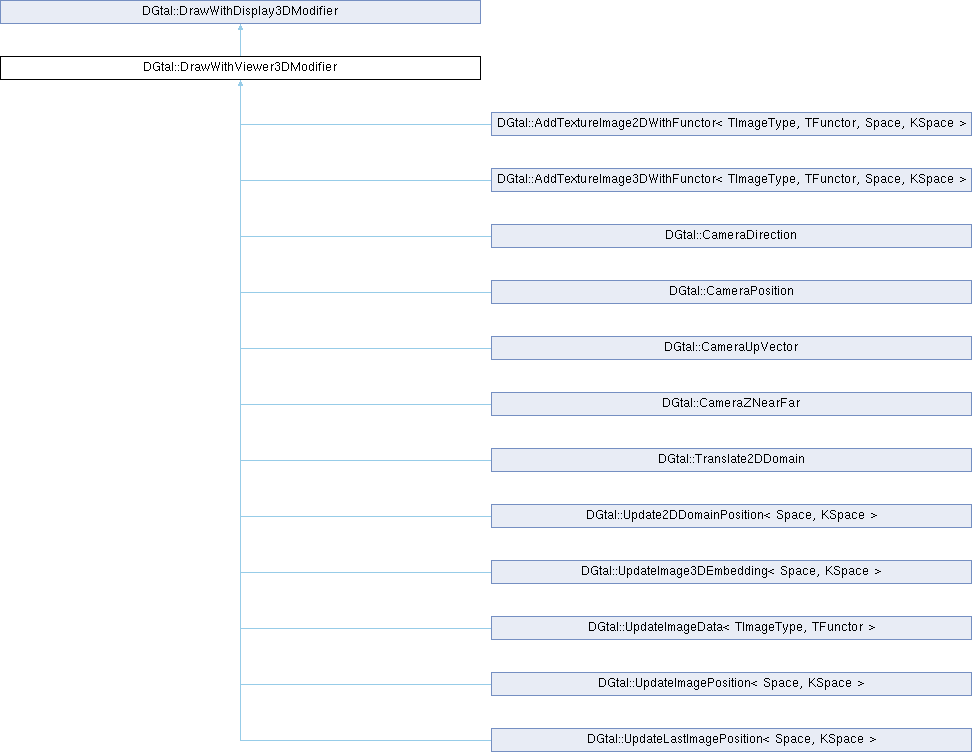 DGtal::DrawWithDisplay3DModifier
DGtal::DrawWithViewer3DModifier
DGtal::AddTextureImage2DWithFunctor< TImageType, TFunctor, Space, KSpace >
DGtal::AddTextureImage3DWithFunctor< TImageType, TFunctor, Space, KSpace >
DGtal::CameraDirection
DGtal::CameraPosition
DGtal::CameraUpVector
DGtal::CameraZNearFar
DGtal::Translate2DDomain
DGtal::Update2DDomainPosition< Space, KSpace >
DGtal::UpdateImage3DEmbedding< Space, KSpace >
DGtal::UpdateImageData< TImageType, TFunctor >
DGtal::UpdateImagePosition< Space, KSpace >
DGtal::UpdateLastImagePosition< Space, KSpace >